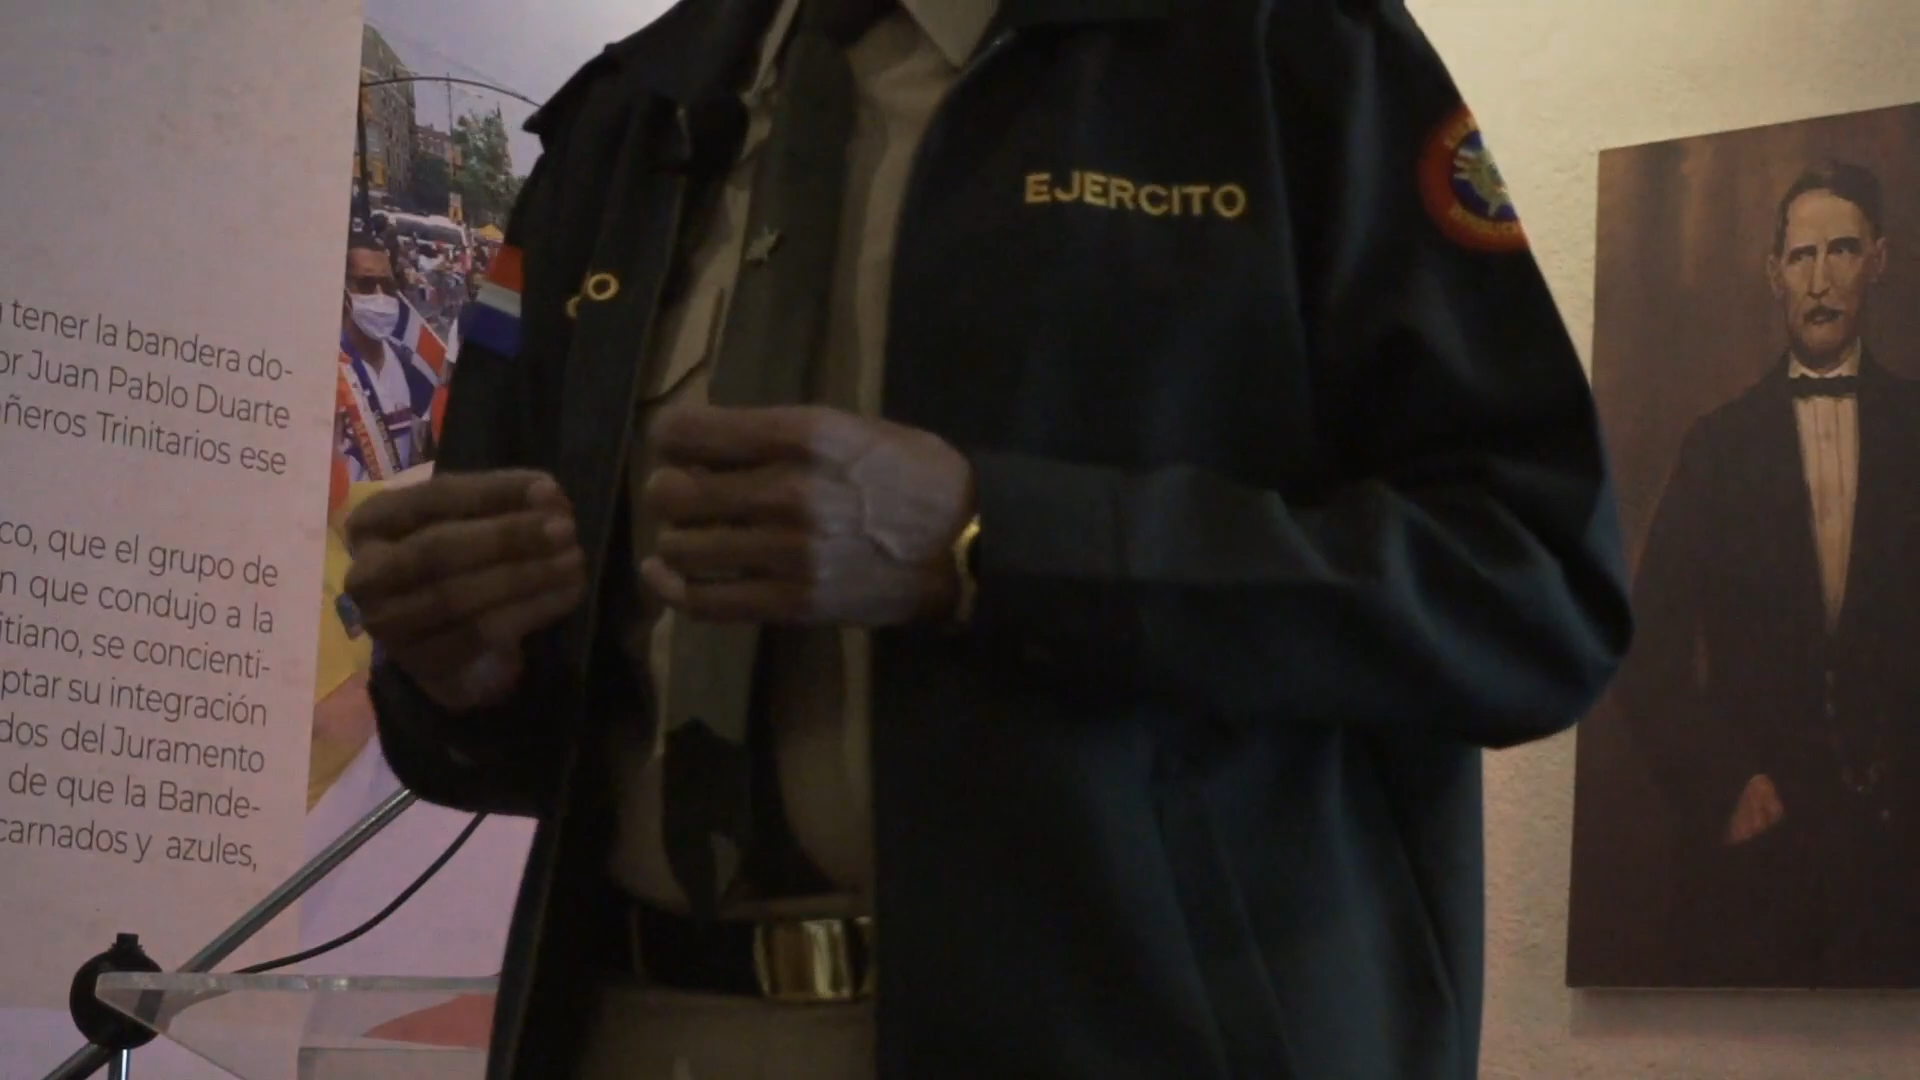 tener la bandera do-
or Juan Pablo Duarte
ñeros Trinitarios ese
co, que el grupo de
n que condujo a la
itiano, se concienti-
ptar su integración
dos del Juramento
de que la Bande-
carnados y azules,
EJERCITO